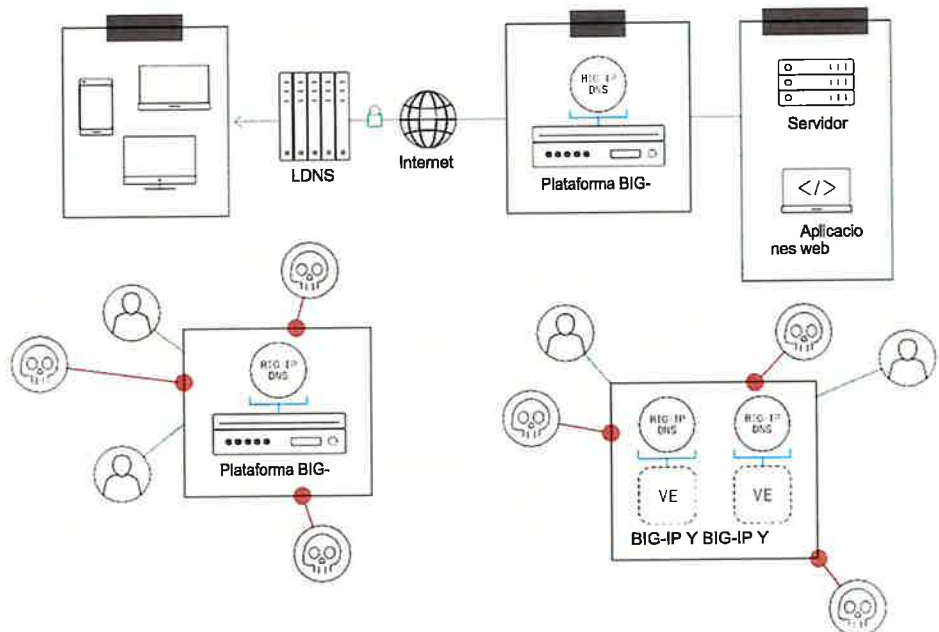 BIG-IP
DNS
LDNS
Internet
Plataforma BIG-
Servidor
</>
Aplicacio
nes web
BIG-IP
DNS
Plataforma BIG-
BIG-IP
DNS
BIG-IP
DNS
VE
VE
BIG-IP Y BIG-IP Y